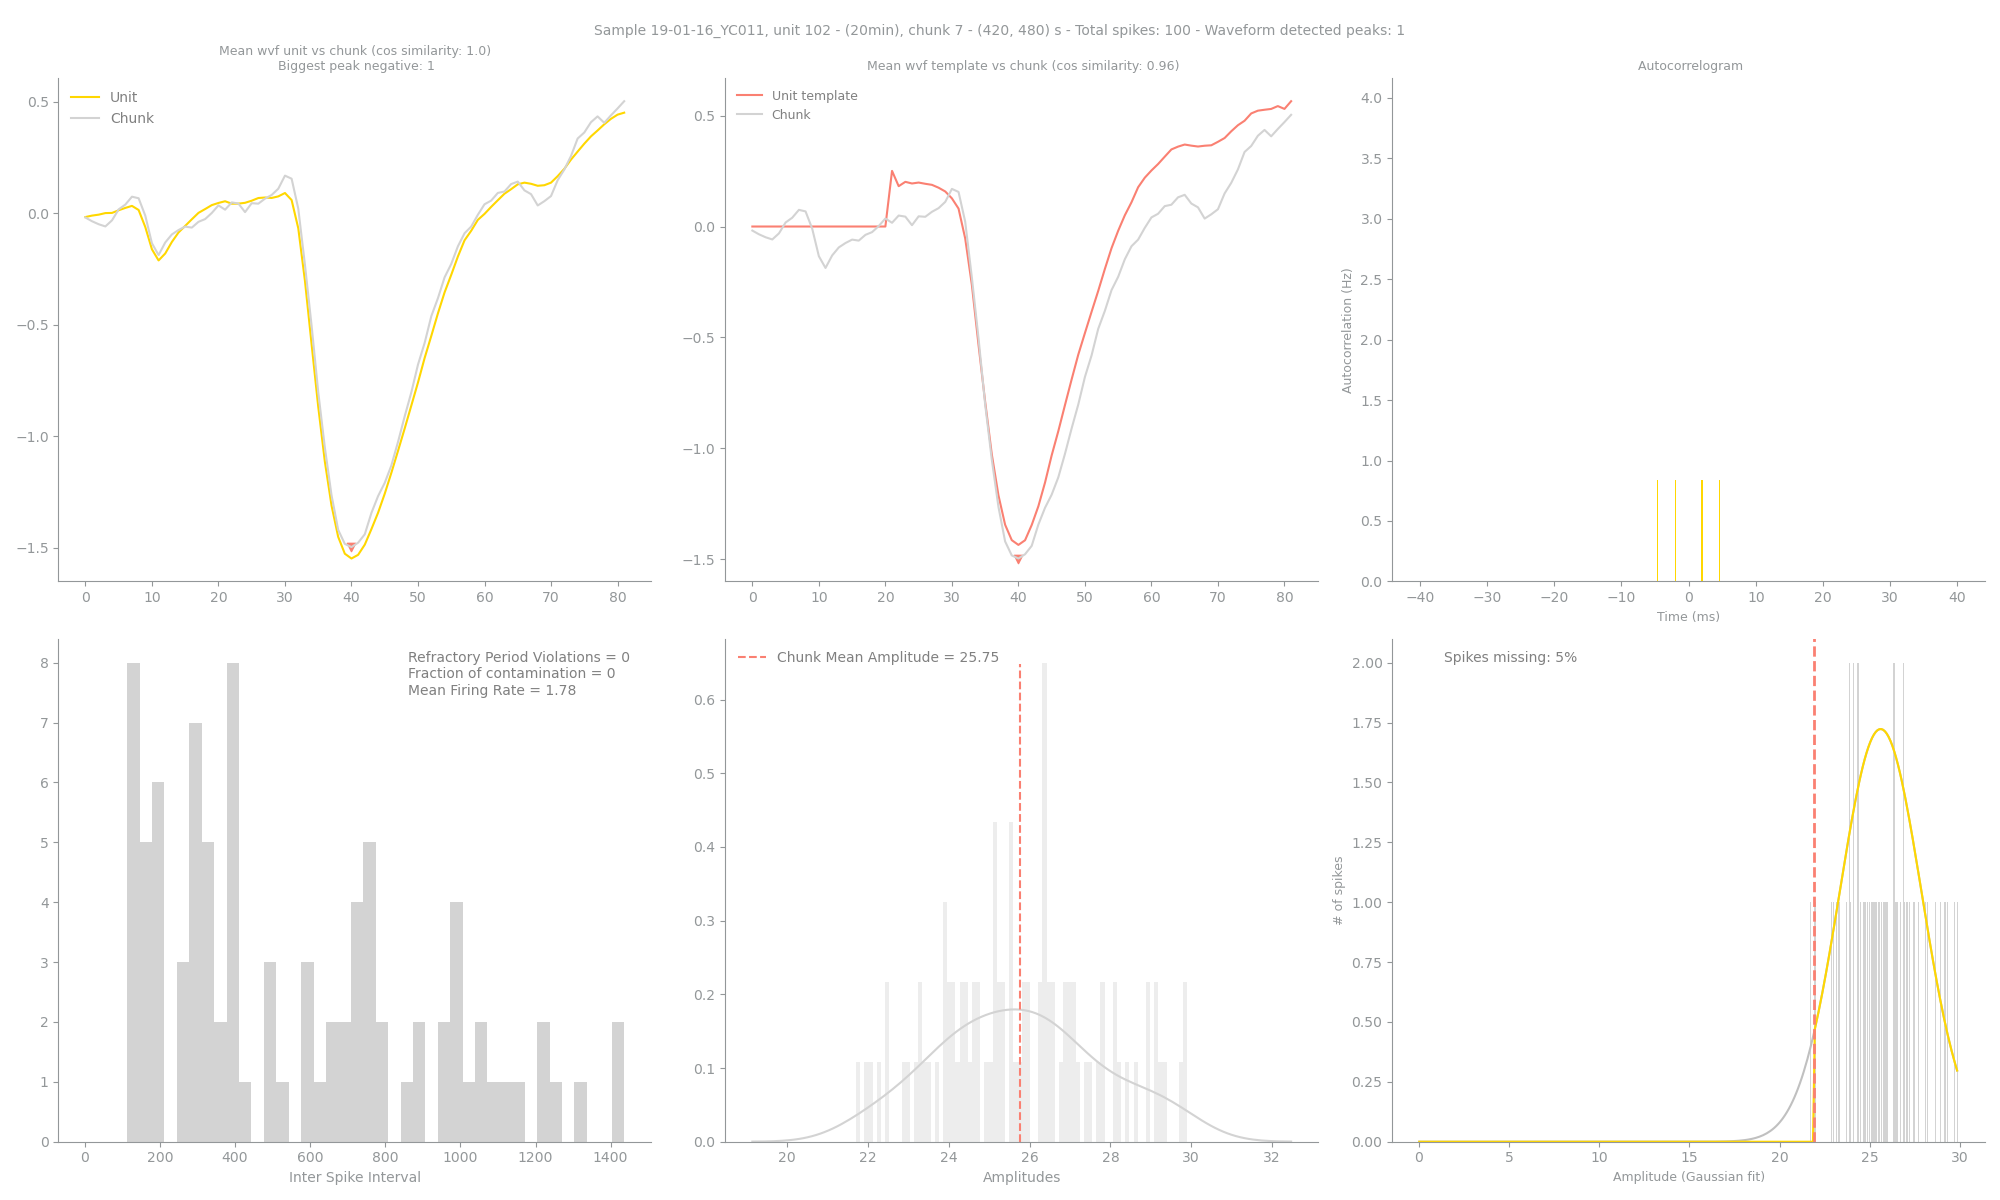 Sample 19-01-16_YC011, unit 102 - (20min), chunk 7 - (420, 480) s - Total spikes: 100 - Waveform detected peaks: 1
Mean wvf unit vs chunk (cos similarity: 1.0)
Biggest peak negative: 1
Unit
Chunk
0.5
0.0
−0.5
−1.0
−1.5
0 10 20 30 40 50 60 70 80
Mean wvf template vs chunk (cos similarity: 0.96)
Unit template
Chunk
0.5
0.0
−0.5
−1.0
−1.5
0 10 20 30 40 50 60 70 80
Autocorrelogram
Autocorrelation (Hz)
4.0
3.5
3.0
2.5
2.0
1.5
1.0
0.5
0.0
−40 −30 −20 −10 0 10 20 30 40
Time (ms)
Refractory Period Violations = 0
Fraction of contamination = 0
Mean Firing Rate = 1.78
8
7
6
5
4
3
2
1
0
0 200 400 600 800 1000 1200 1400
Inter Spike Interval
Chunk Mean Amplitude = 25.75
0.6
0.5
0.4
0.3
0.2
0.1
0.0
20 22 24 26 28 30 32
Amplitudes
Spikes missing: 5%
# of spikes
2.00
1.75
1.50
1.25
1.00
0.75
0.50
0.25
0.00
0 5 10 15 20 25 30
Amplitude (Gaussian fit)